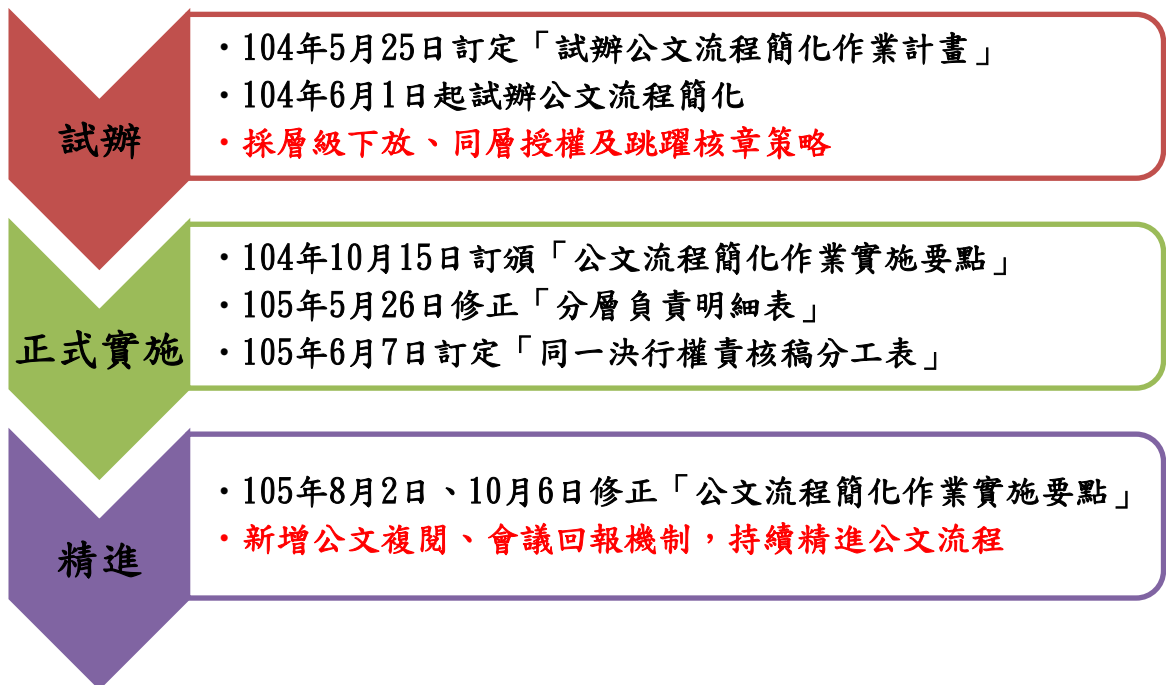 試辦
・104年5月25日訂定「試辦公文流程簡化作業計畫」
・104年6月1日起試辦公文流程簡化
・採層級下放、同層授權及跳躍核章策略
正式實施
・104年10月15日訂頒「公文流程簡化作業實施要點」
・105年5月26日修正「分層負責明細表」
・105年6月7日訂定「同一決行權責核稿分工表」
精進
・105年8月2日、10月6日修正「公文流程簡化作業實施要點」
・新增公文複閱、會議回報機制，持續精進公文流程